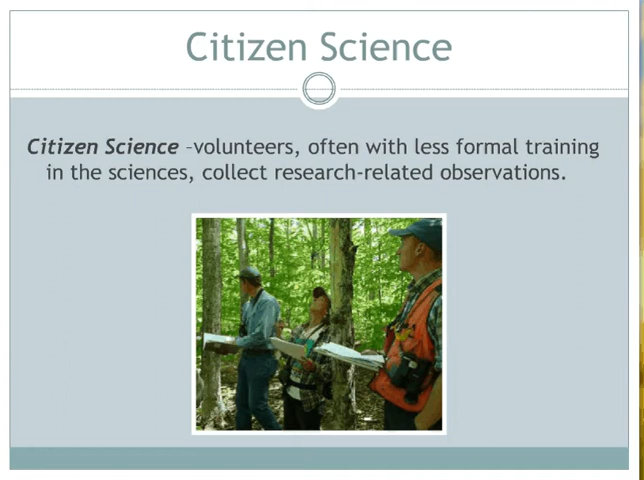 Citizen Science
Citizen Science –volunteers, often with less formal training
in the sciences, collect research-related observations.